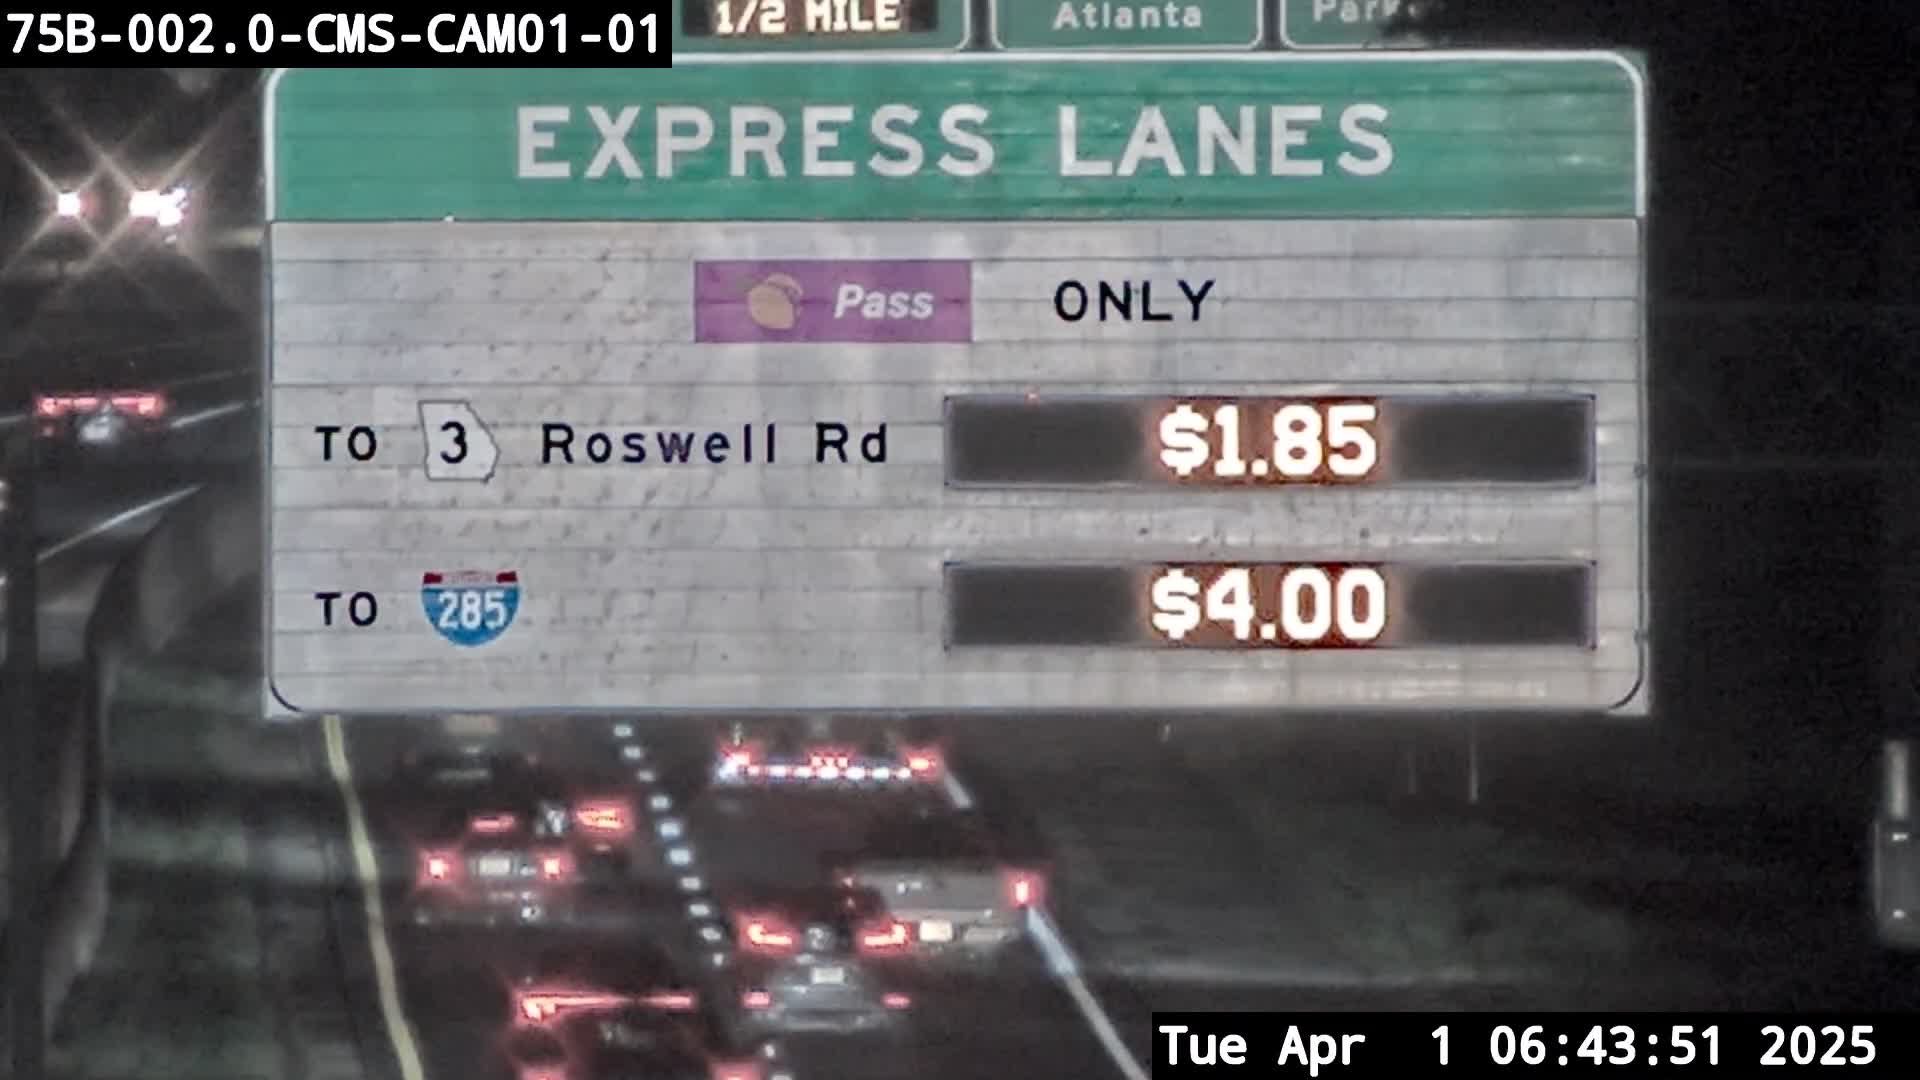 75B-002.0-CMS-CAM01-01
1/2 MILE
Atlanta
Park
EXPRESS LANES
Pass ONLY
TO 3 Roswell Rd $1.85
TO 285 $4.00
Tue Apr 1 06:43:51 2025